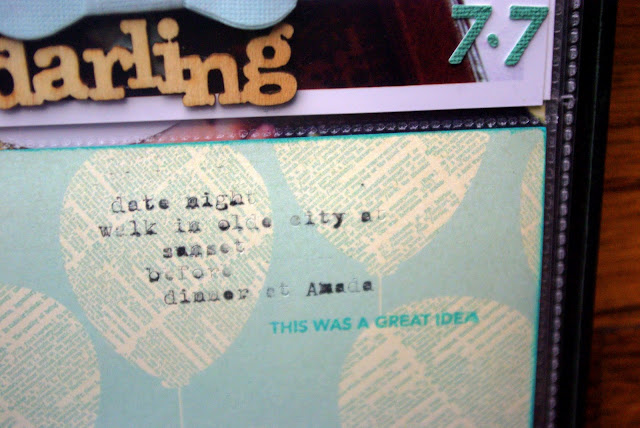 darling
7.7
date night
walk in olde city at
sunset
before
dinner at Amada
THIS WAS A GREAT IDEA